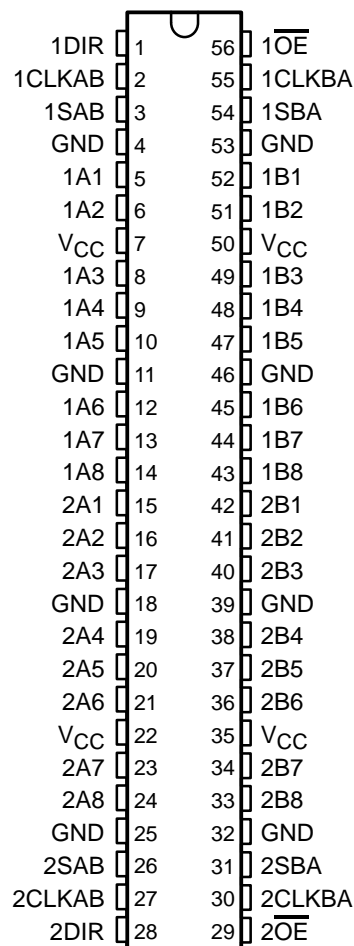 1DIR 1 56 1O̅E̅
1CLKAB 2 55 1CLKBA
1SAB 3 54 1SBA
GND 4 53 GND
1A1 5 52 1B1
1A2 6 51 1B2
VCC 7 50 VCC
1A3 8 49 1B3
1A4 9 48 1B4
1A5 10 47 1B5
GND 11 46 GND
1A6 12 45 1B6
1A7 13 44 1B7
1A8 14 43 1B8
2A1 15 42 2B1
2A2 16 41 2B2
2A3 17 40 2B3
GND 18 39 GND
2A4 19 38 2B4
2A5 20 37 2B5
2A6 21 36 2B6
VCC 22 35 VCC
2A7 23 34 2B7
2A8 24 33 2B8
GND 25 32 GND
2SAB 26 31 2SBA
2CLKAB 27 30 2CLKBA
2DIR 28 29 2O̅E̅